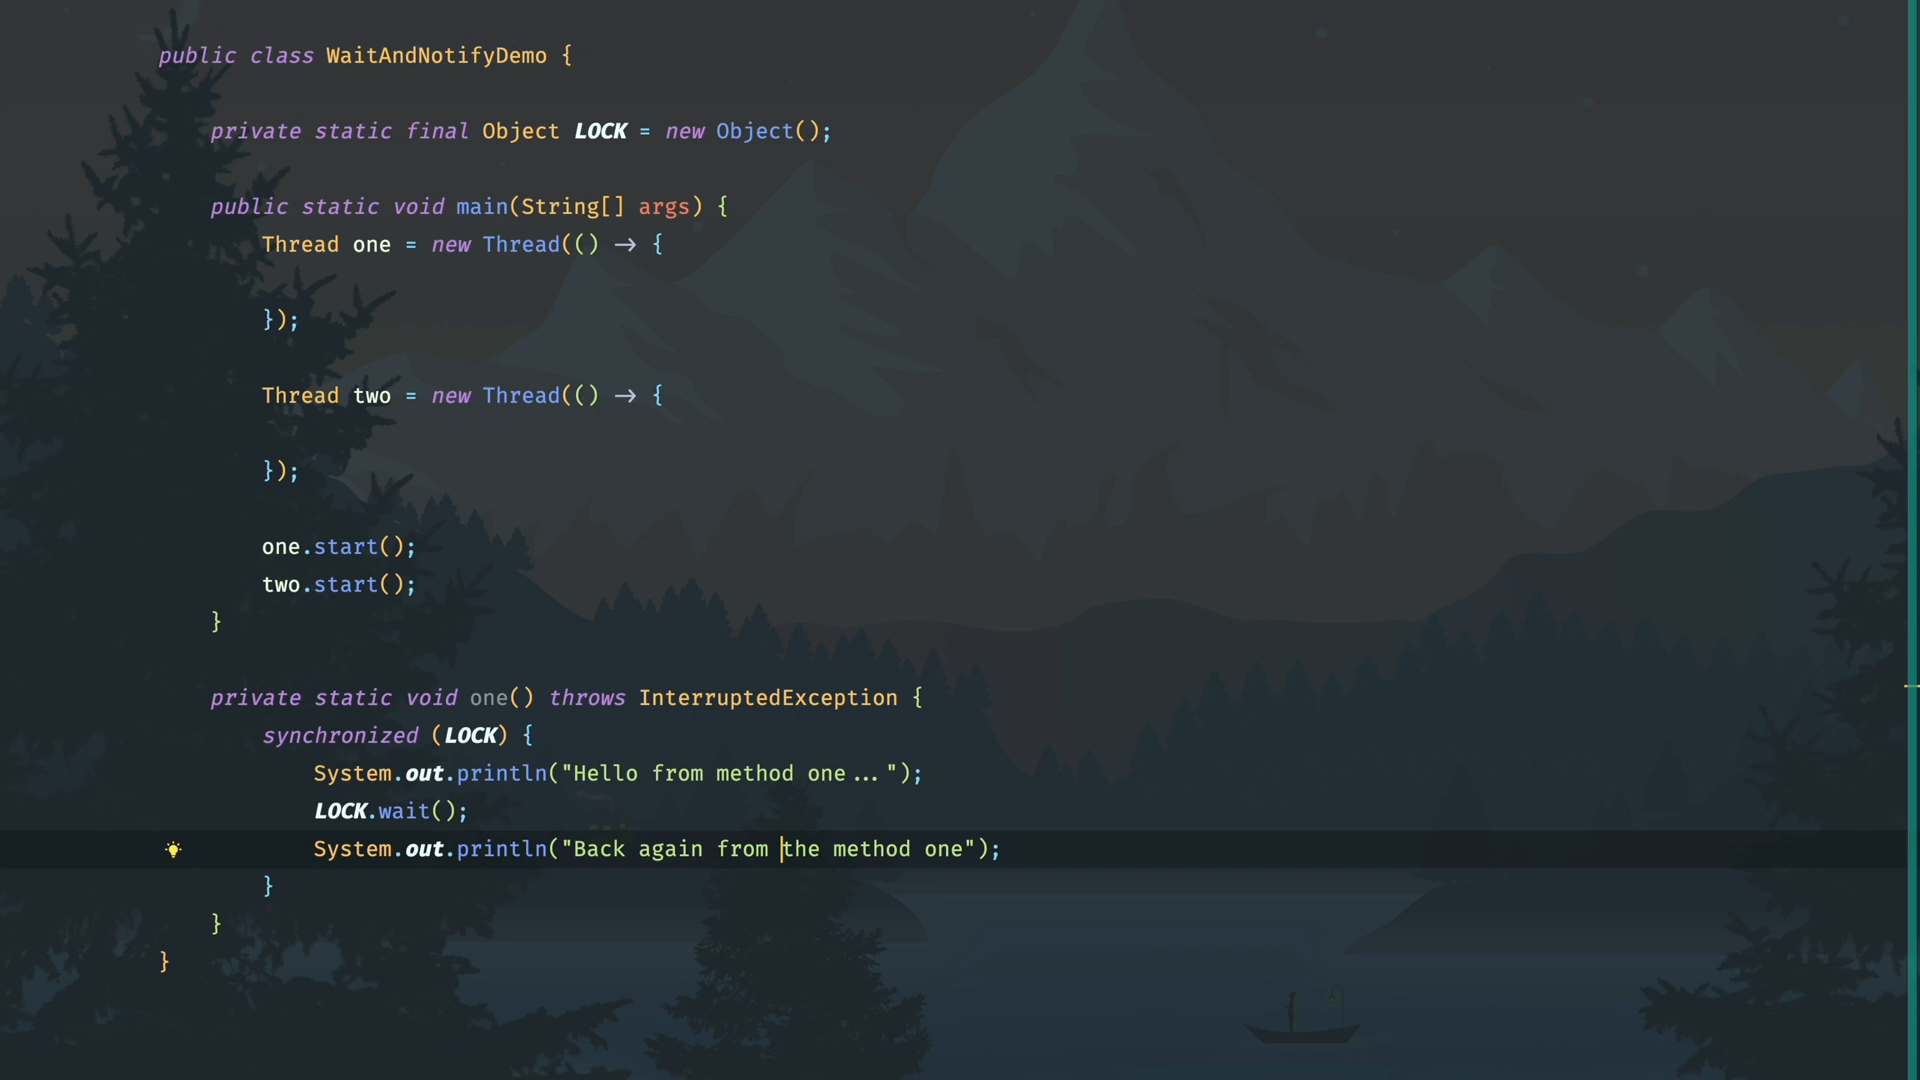 public class WaitAndNotifyDemo {
private static final Object LOCK = new Object();
public static void main(String[] args) {
Thread one = new Thread(() → {
});
Thread two = new Thread(() → {
});
one.start();
two.start();
}
private static void one() throws InterruptedException {
synchronized (LOCK) {
System.out.println("Hello from method one...");
LOCK.wait();
System.out.println("Back again from the method one");
}
}
}